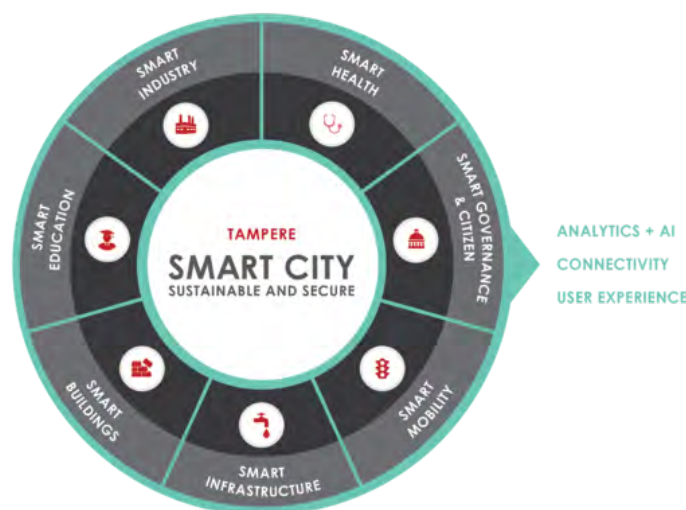 SMART
INDUSTRY
SMART
HEALTH
SMART GOVERNANCE
& CITIZEN
SMART
MOBILITY
SMART
INFRASTRUCTURE
SMART
BUILDINGS
SMART
EDUCATION
TAMPERE
SMART CITY
SUSTAINABLE AND SECURE
ANALYTICS + AI
CONNECTIVITY
USER EXPERIENCE